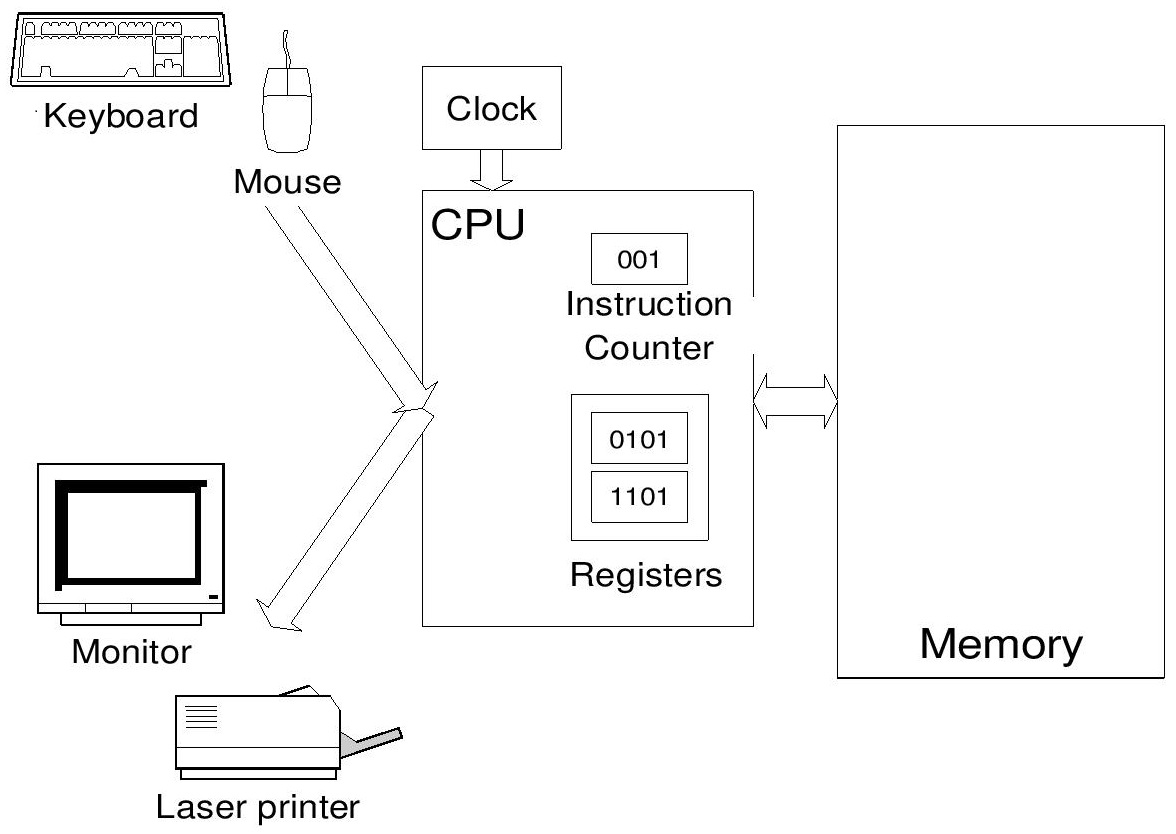 Keyboard
Mouse
Clock
CPU
001
Instruction
Counter
0101
1101
Registers
Memory
Monitor
Laser printer